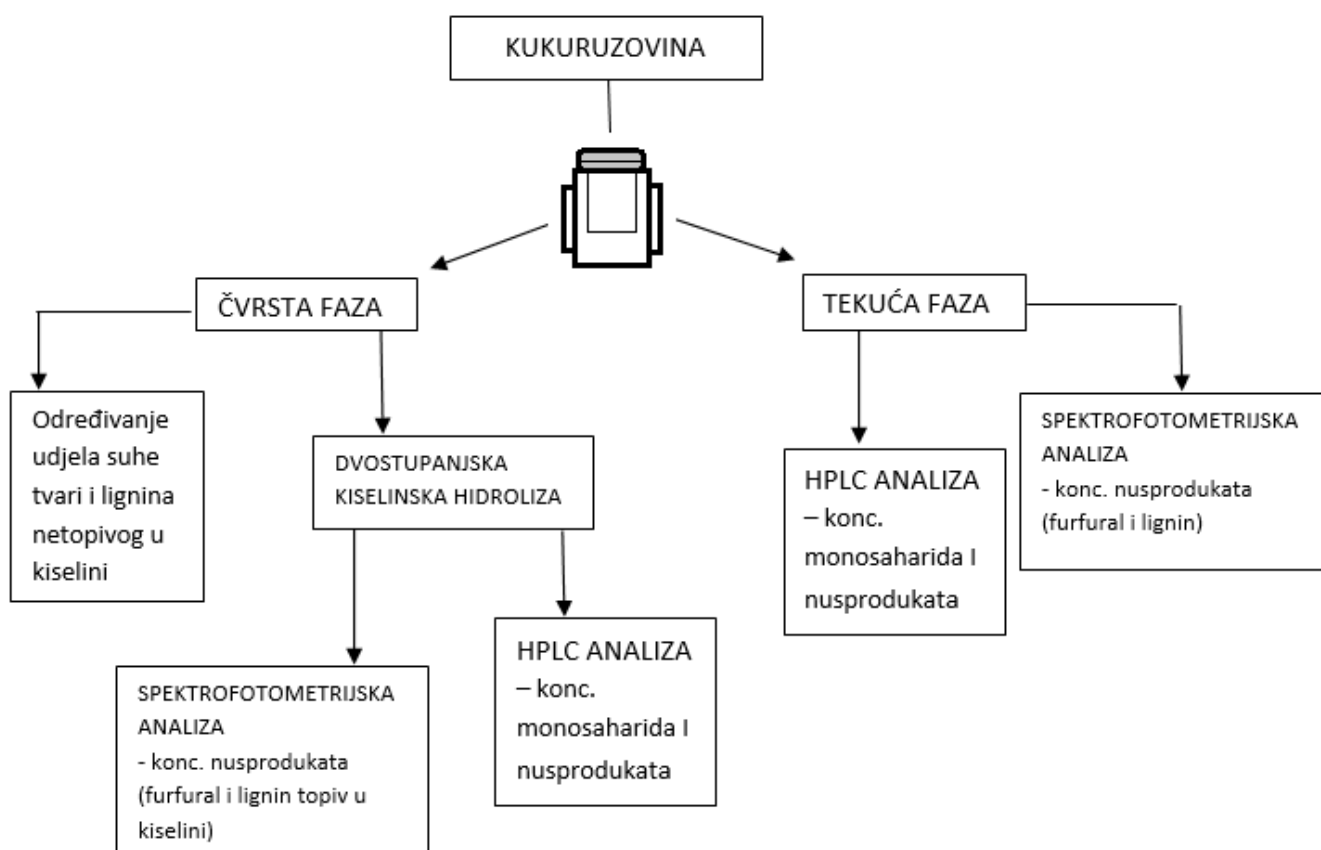 KUKURUZOVINA
ČVRSTA FAZA
TEKUĆA FAZA
Određivanje
udjela suhe
tvari i lignina
netopivog u
kiselini
DVOSTUPANJSKA
KISELINSKA HIDROLIZA
HPLC ANALIZA
– konc.
monosaharida I
nusprodukata
SPEKTROFOTOMETRIJSKA
ANALIZA
- konc. nusprodukata
(furfural i lignin)
SPEKTROFOTOMETRIJSKA
ANALIZA
- konc. nusprodukata
(furfural i lignin topiv u
kiselini)
HPLC ANALIZA
– konc.
monosaharida I
nusprodukata